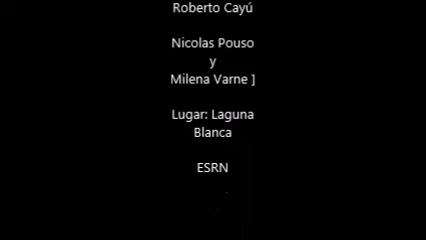 Roberto Cayú
Nicolas Pouso
y
Milena Varne ]
Lugar: Laguna
Blanca
ESRN